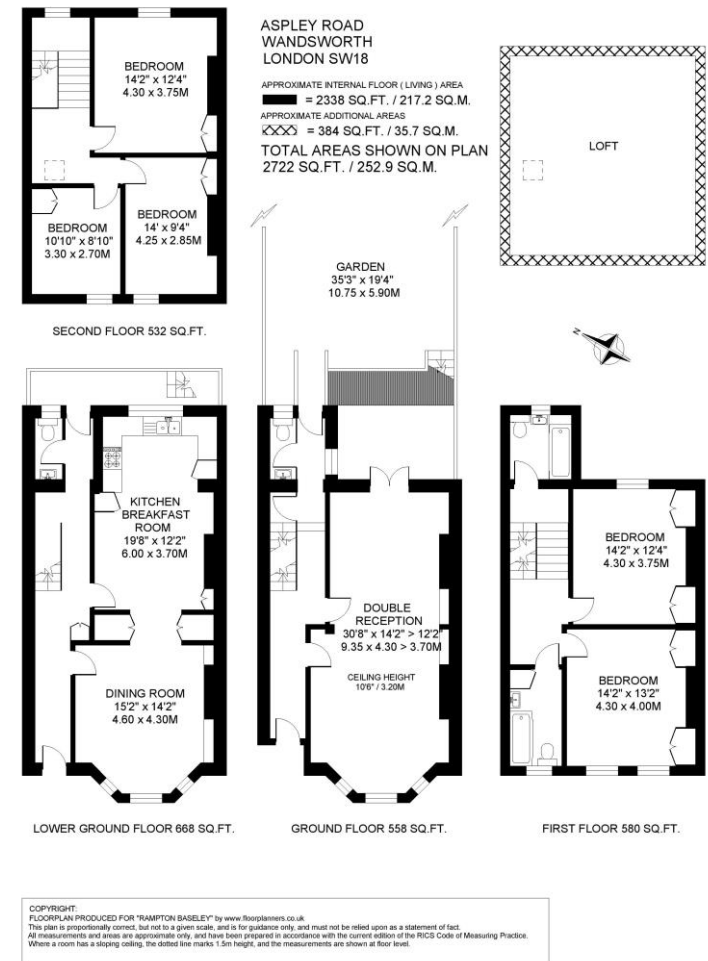 ASPLEY ROAD
WANDSWORTH
LONDON SW18
APPROXIMATE INTERNAL FLOOR ( LIVING ) AREA
= 2338 SQ.FT. / 217.2 SQ.M.
APPROXIMATE ADDITIONAL AREAS
= 384 SQ.FT. / 35.7 SQ.M.
TOTAL AREAS SHOWN ON PLAN
2722 SQ.FT. / 252.9 SQ.M.
BEDROOM
14'2" x 12'4"
4.30 x 3.75M
BEDROOM
10'10" x 8'10"
3.30 x 2.70M
BEDROOM
14' x 9'4"
4.25 x 2.85M
SECOND FLOOR 532 SQ.FT.
LOFT
GARDEN
35'3" x 19'4"
10.75 x 5.90M
N
KITCHEN
BREAKFAST
ROOM
19'8" x 12'2"
6.00 x 3.70M
DINING ROOM
15'2" x 14'2"
4.60 x 4.30M
LOWER GROUND FLOOR 668 SQ.FT.
DOUBLE
RECEPTION
30'8" x 14'2" > 12'2"
9.35 x 4.30 > 3.70M
CEILING HEIGHT
10'6" / 3.20M
GROUND FLOOR 558 SQ.FT.
BEDROOM
14'2" x 12'4"
4.30 x 3.75M
BEDROOM
14'2" x 13'2"
4.30 x 4.00M
FIRST FLOOR 580 SQ.FT.
COPYRIGHT:
FLOORPLAN PRODUCED FOR "RAMPTON BASELEY" by www.floorplanners.co.uk
This plan is proportionally correct, but not to a given scale, and is for guidance only, and must not be relied upon as a statement of fact.
All measurements and areas are approximate only, and have been prepared in accordance with the current edition of the RICS Code of Measuring Practice.
Where a room has a sloping ceiling, the dotted line marks 1.5m height, and the measurements are shown at floor level.